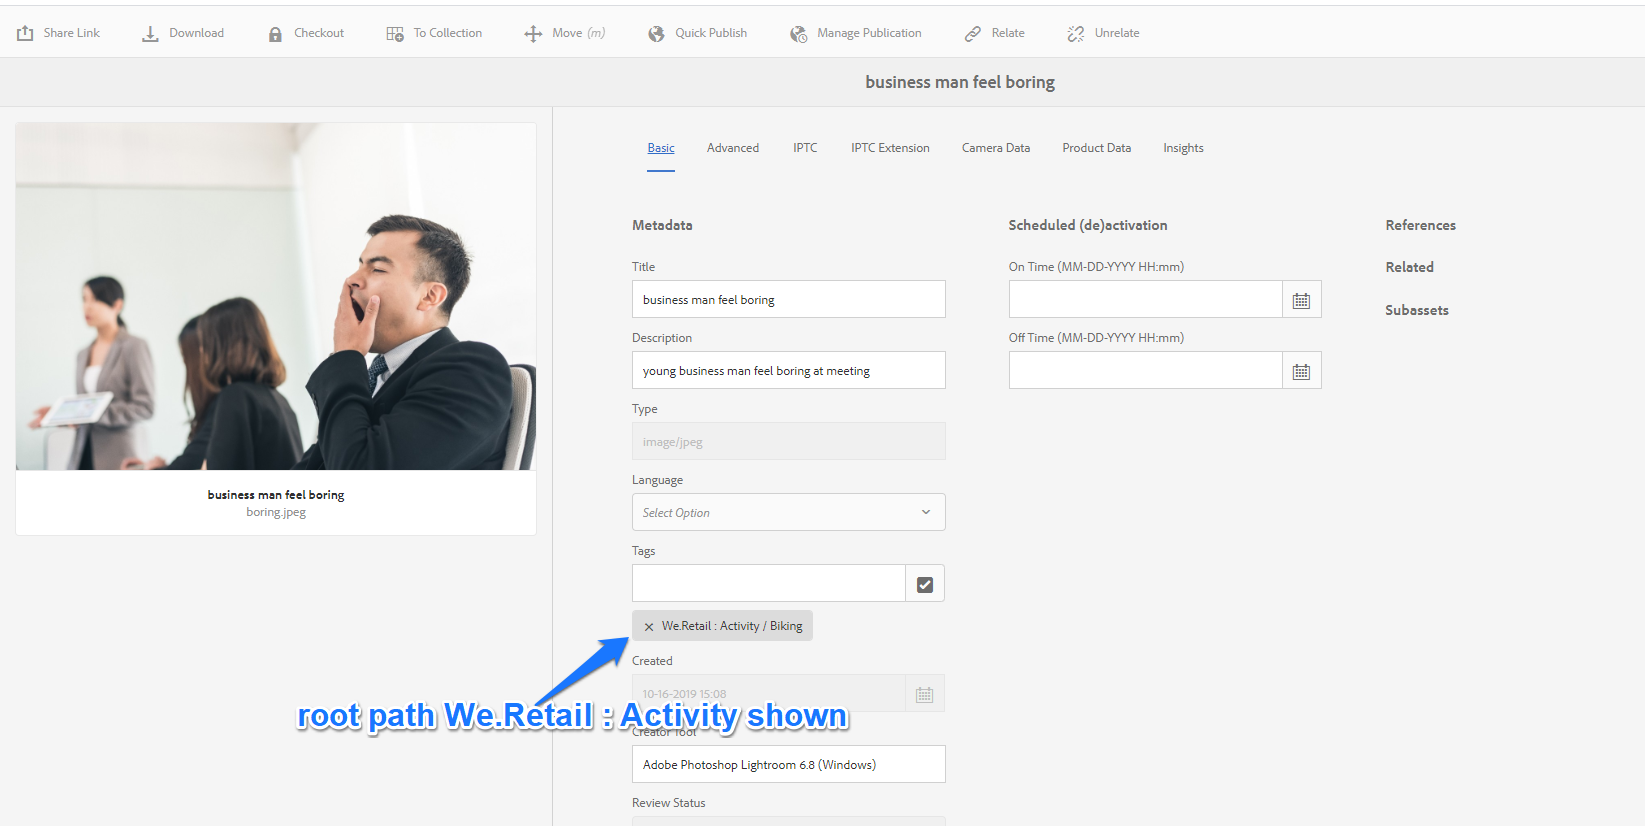 Share Link Download Checkout To Collection Move (m) Quick Publish Manage Publication Relate Unrelate
business man feel boring
business man feel boring
boring.jpeg
Basic Advanced IPTC IPTC Extension Camera Data Product Data Insights
Metadata
Title
business man feel boring
Description
young business man feel boring at meeting
Type
image/jpeg
Language
Select Option
Tags
× We.Retail : Activity / Biking
Created
10-16-2019 15:08
root path We.Retail : Activity shown
Creator Tool
Adobe Photoshop Lightroom 6.8 (Windows)
Review Status
Scheduled (de)activation
On Time (MM-DD-YYYY HH:mm)
Off Time (MM-DD-YYYY HH:mm)
References
Related
Subassets